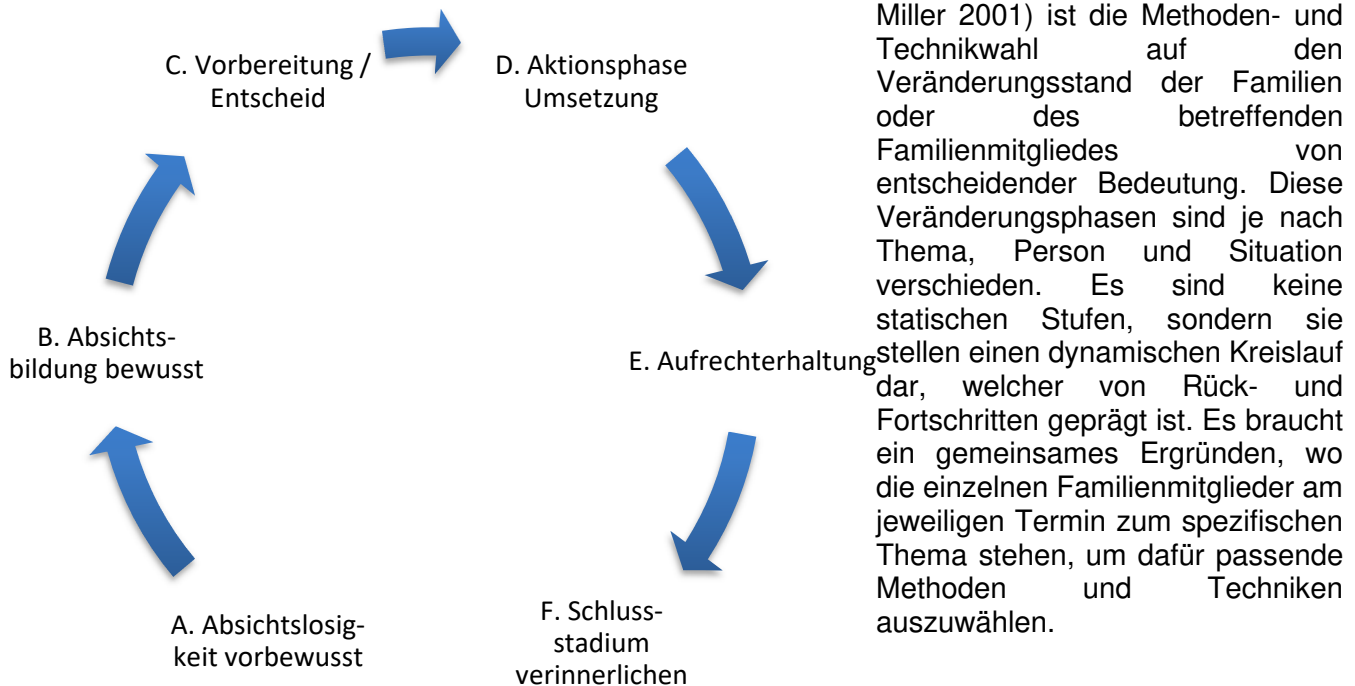 C. Vorbereitung /
Entscheid
D. Aktionsphase
Umsetzung
B. Absichts-
bildung bewusst
E. Aufrechterhaltung
A. Absichtslosig-
keit vorbewusst
F. Schluss-
stadium
verinnerlichen
Miller 2001) ist die Methoden- und
Technikwahl auf den
Veränderungsstand der Familien
oder des betreffenden
Familienmitgliedes von
entscheidender Bedeutung. Diese
Veränderungsphasen sind je nach
Thema, Person und Situation
verschieden. Es sind keine
statischen Stufen, sondern sie
stellen einen dynamischen Kreislauf
dar, welcher von Rück- und
Fortschritten geprägt ist. Es braucht
ein gemeinsames Ergründen, wo
die einzelnen Familienmitglieder am
jeweiligen Termin zum spezifischen
Thema stehen, um dafür passende
Methoden und Techniken
auszuwählen.